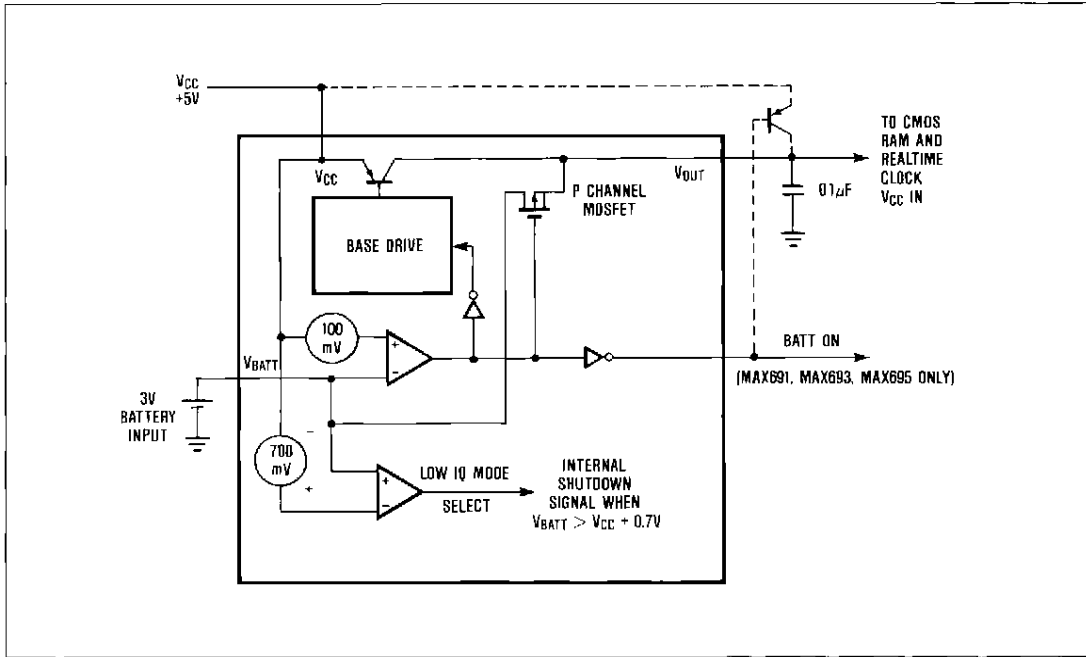 VCC
+5V
TO CMOS
RAM AND
REALTIME
CLOCK
VCC IN
VCC
VOUT
P CHANNEL
MOSFET
01µF
BASE DRIVE
100
mV
+
−
VBATT
BATT ON
(MAX691, MAX693, MAX695 ONLY)
3V
BATTERY
INPUT
−
700
mV
+
+
−
LOW IQ MODE
SELECT
INTERNAL
SHUTDOWN
SIGNAL WHEN
VBATT > VCC + 0.7V